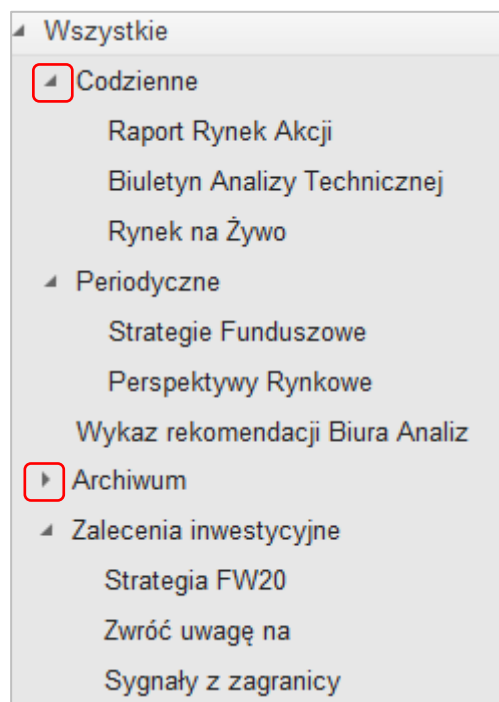 Wszystkie
Codzienne
Raport Rynek Akcji
Biuletyn Analizy Technicznej
Rynek na Żywo
Periodyczne
Strategie Funduszowe
Perspektywy Rynkowe
Wykaz rekomendacji Biura Analiz
Archiwum
Zalecenia inwestycyjne
Strategia FW20
Zwróć uwagę na
Sygnały z zagranicy